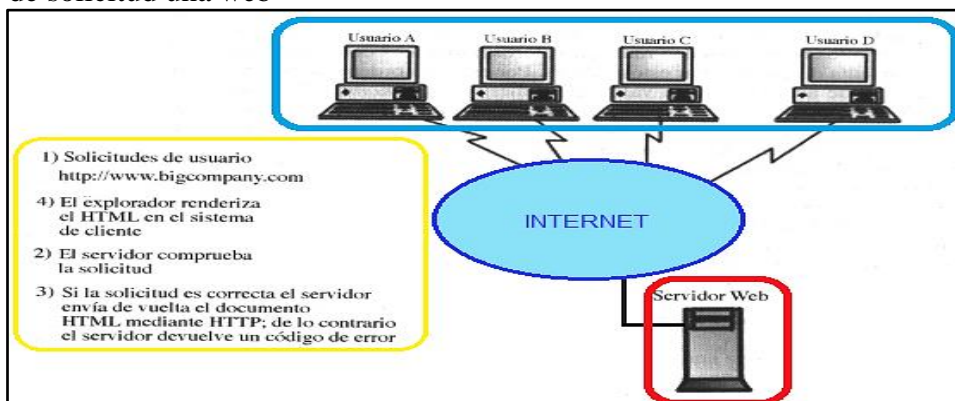 de solicitud una web
Usuario A
Usuario B
Usuario C
Usuario D
1) Solicitudes de usuario
http://www.bigcompany.com
4) El explorador renderiza
el HTML en el sistema
de cliente
2) El servidor comprueba
la solicitud
3) Si la solicitud es correcta el servidor
envía de vuelta el documento
HTML mediante HTTP; de lo contrario
el servidor devuelve un código de error
INTERNET
Servidor Web